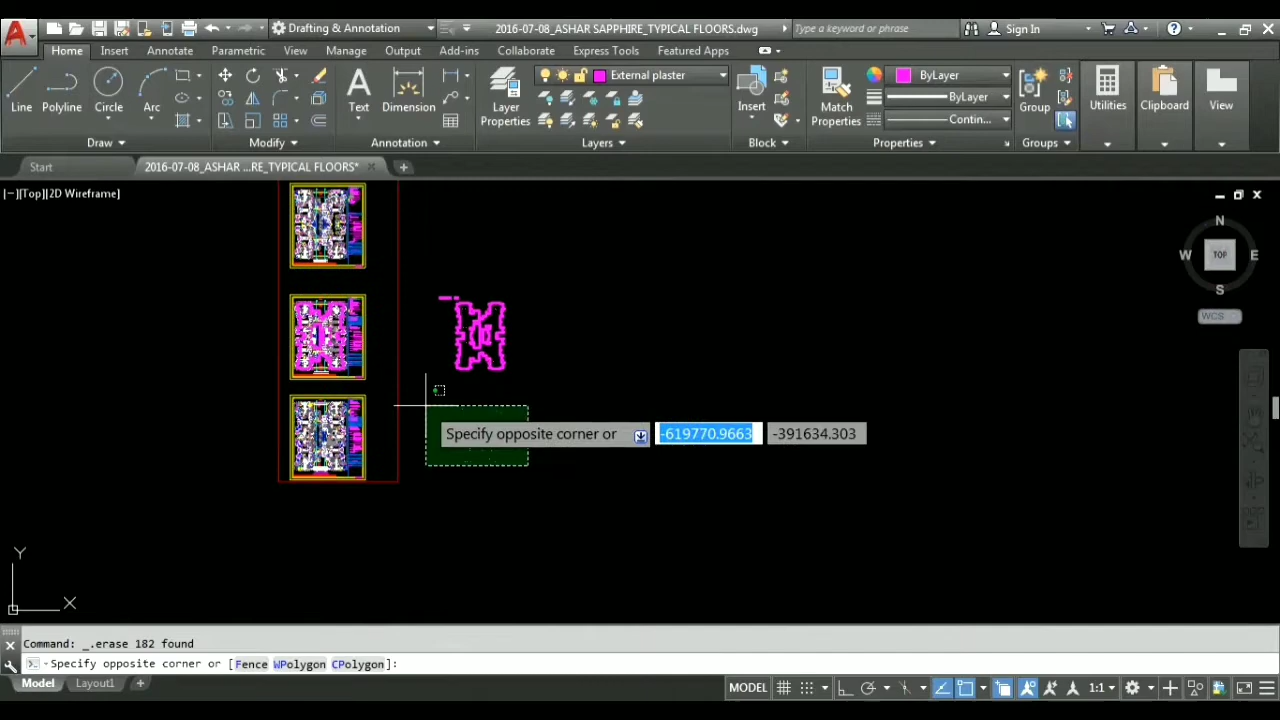 Drafting & Annotation
2016-07-08_ASHAR SAPPHIRE_TYPICAL FLOORS.dwg
Type a keyword or phrase
Sign In
Home Insert Annotate Parametric View Manage Output Add-ins Collaborate Express Tools Featured Apps
Line Polyline Circle Arc
Text Dimension
Layer Properties
External plaster
Insert
Match Properties
ByLayer
ByLayer
Contin...
Group
Utilities
Clipboard
View
Draw Modify Annotation Layers Block Properties Groups
Start
2016-07-08_ASHAR ...RE_TYPICAL FLOORS*
[−][Top][2D Wireframe]
N
W TOP E
S
WCS
Specify opposite corner or -619770.9663 -391634.303
Y
X
Command: _.erase 182 found
Specify opposite corner or [Fence WPolygon CPolygon]:
Model Layout1
MODEL 1:1